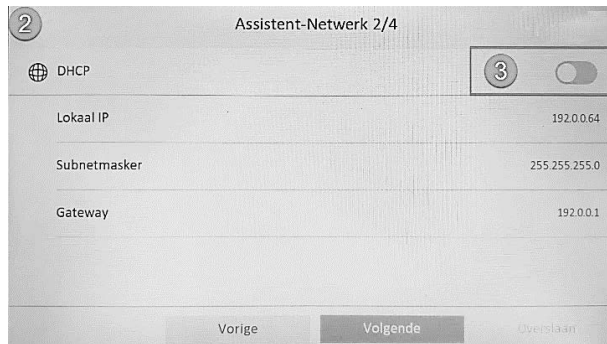 2
Assistent-Netwerk 2/4
DHCP
3
Lokaal IP
192.0.0.64
Subnetmasker
255.255.255.0
Gateway
192.0.0.1
Vorige
Volgende
Overslaan